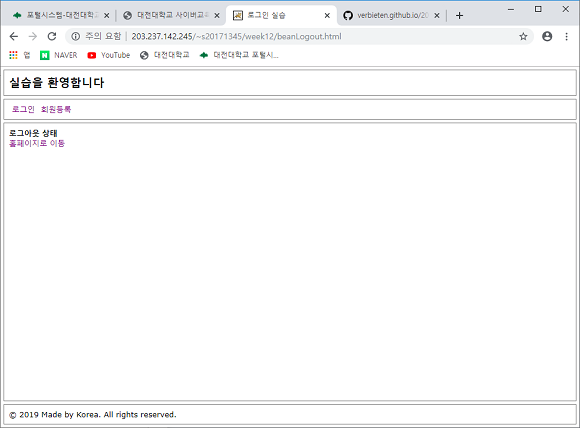 포털시스템-대전대학교
대전대학교 사이버고
로그인 실습
verbieten.github.io/20
주의 요함 | 203.237.142.245/~s20171345/week12/beanLogout.html
앱 NAVER YouTube 대전대학교 대전대학교 포털시...
실습을 환영합니다
로그인 회원등록
로그아웃 상태
홈페이지로 이동
© 2019 Made by Korea. All rights reserved.